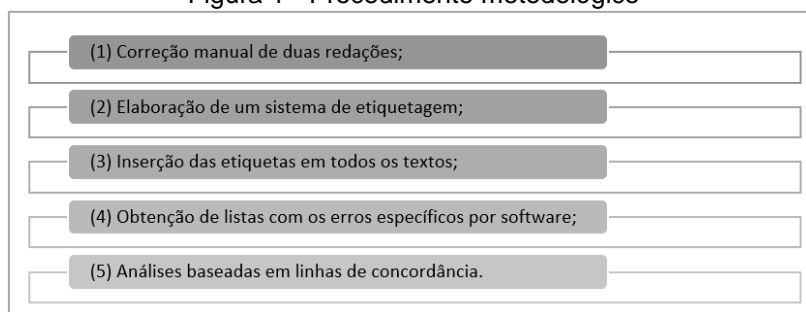 Figura 1 - Procedimento metodológico
(1) Correção manual de duas redações;
(2) Elaboração de um sistema de etiquetagem;
(3) Inserção das etiquetas em todos os textos;
(4) Obtenção de listas com os erros específicos por software;
(5) Análises baseadas em linhas de concordância.